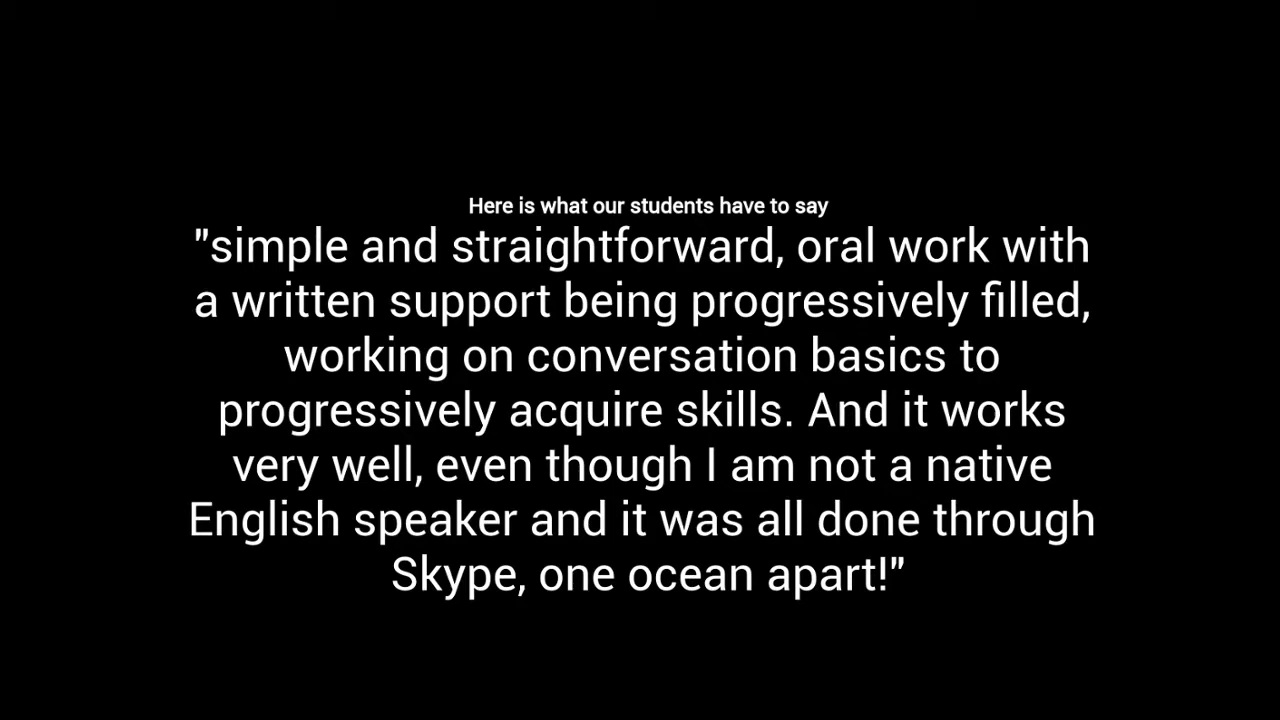 Here is what our students have to say
"simple and straightforward, oral work with
a written support being progressively filled,
working on conversation basics to
progressively acquire skills. And it works
very well, even though I am not a native
English speaker and it was all done through
Skype, one ocean apart!"